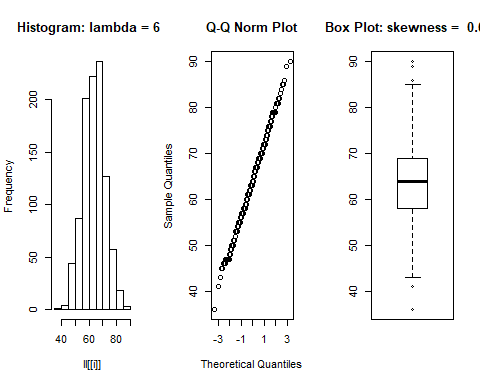 Histogram: lambda = 6
Frequency
0 50 100 150 200
40 60 80
ll[[i]]
Q-Q Norm Plot
Sample Quantiles
40 50 60 70 80 90
-3 -1 1 3
Theoretical Quantiles
Box Plot: skewness = 0.0
40 50 60 70 80 90